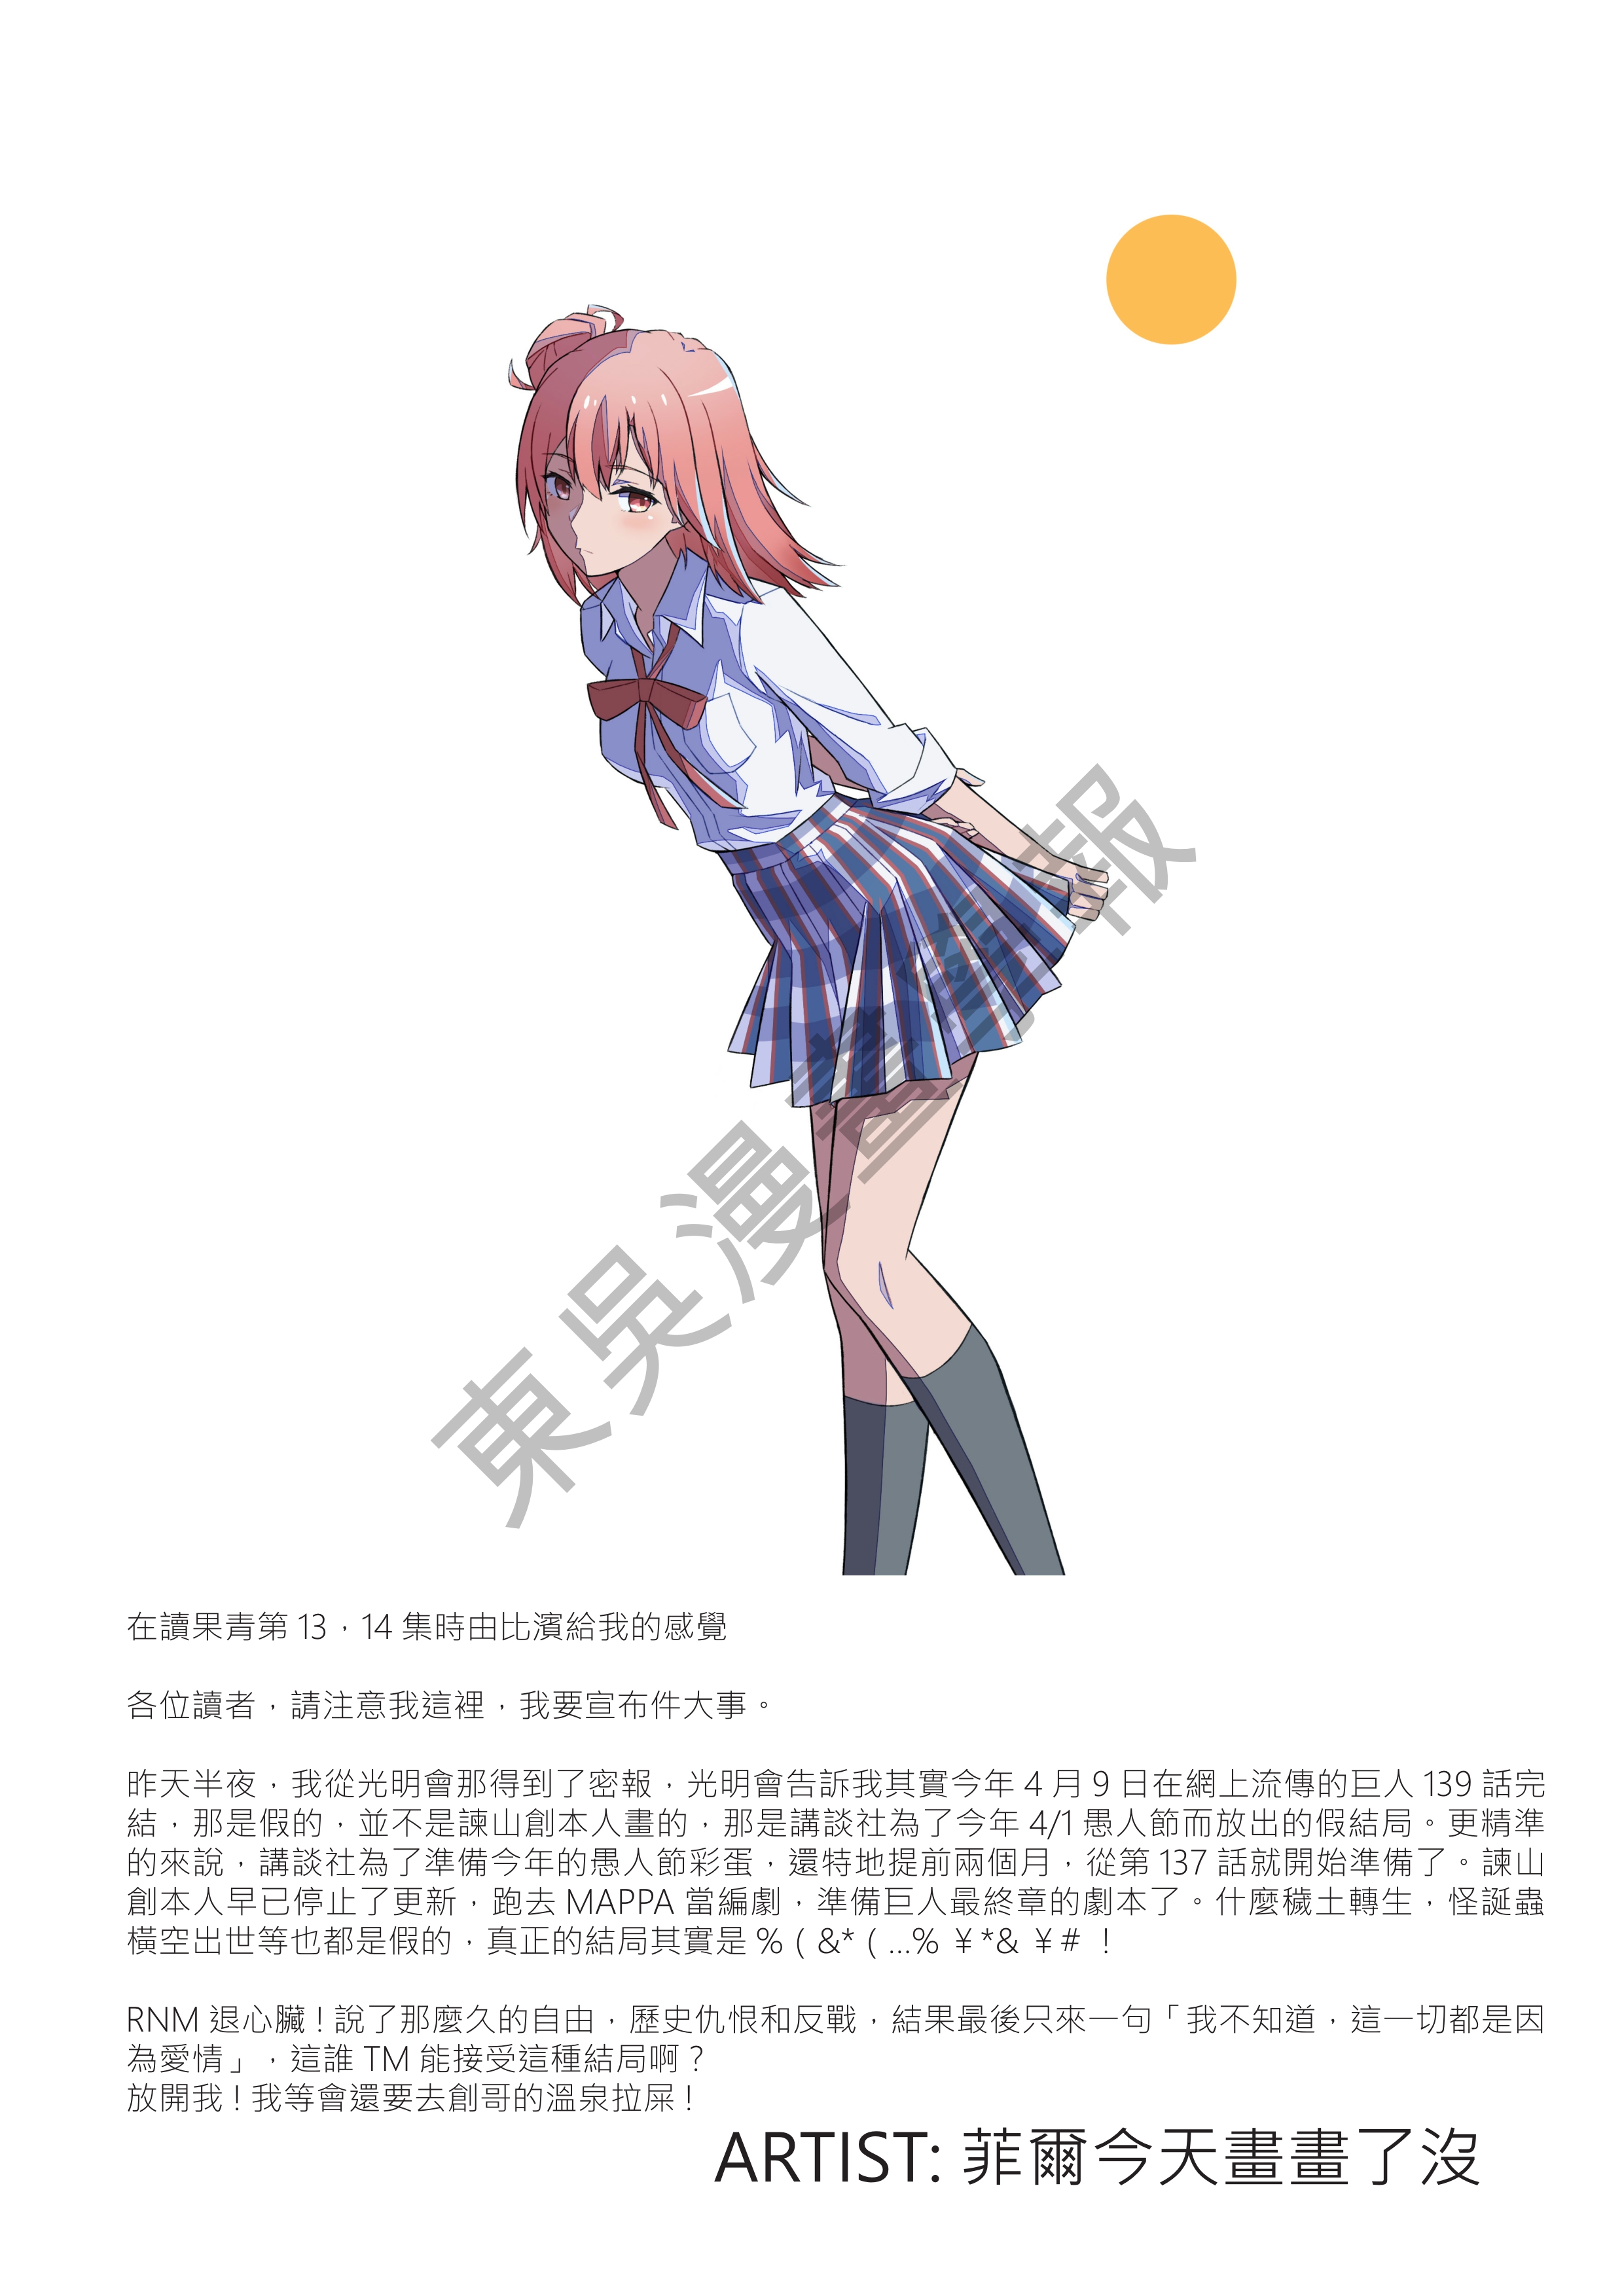 東吳漫畫會報
在讀果青第 13，14 集時由比濱給我的感覺
各位讀者，請注意我這裡，我要宣布件大事。
昨天半夜，我從光明會那得到了密報，光明會告訴我其實今年 4 月 9 日在網上流傳的巨人 139 話完
結，那是假的，並不是諫山創本人畫的，那是講談社為了今年 4/1 愚人節而放出的假結局。更精準
的來說，講談社為了準備今年的愚人節彩蛋，還特地提前兩個月，從第 137 話就開始準備了。諫山
創本人早已停止了更新，跑去 MAPPA 當編劇，準備巨人最終章的劇本了。什麼穢土轉生，怪誕蟲
橫空出世等也都是假的，真正的結局其實是 %（&*（…% ￥*& ￥# ！
RNM 退心臟！說了那麼久的自由，歷史仇恨和反戰，結果最後只來一句「我不知道，這一切都是因
為愛情」，這誰 TM 能接受這種結局啊？
放開我！我等會還要去創哥的溫泉拉屎！
ARTIST: 菲爾今天畫畫了沒